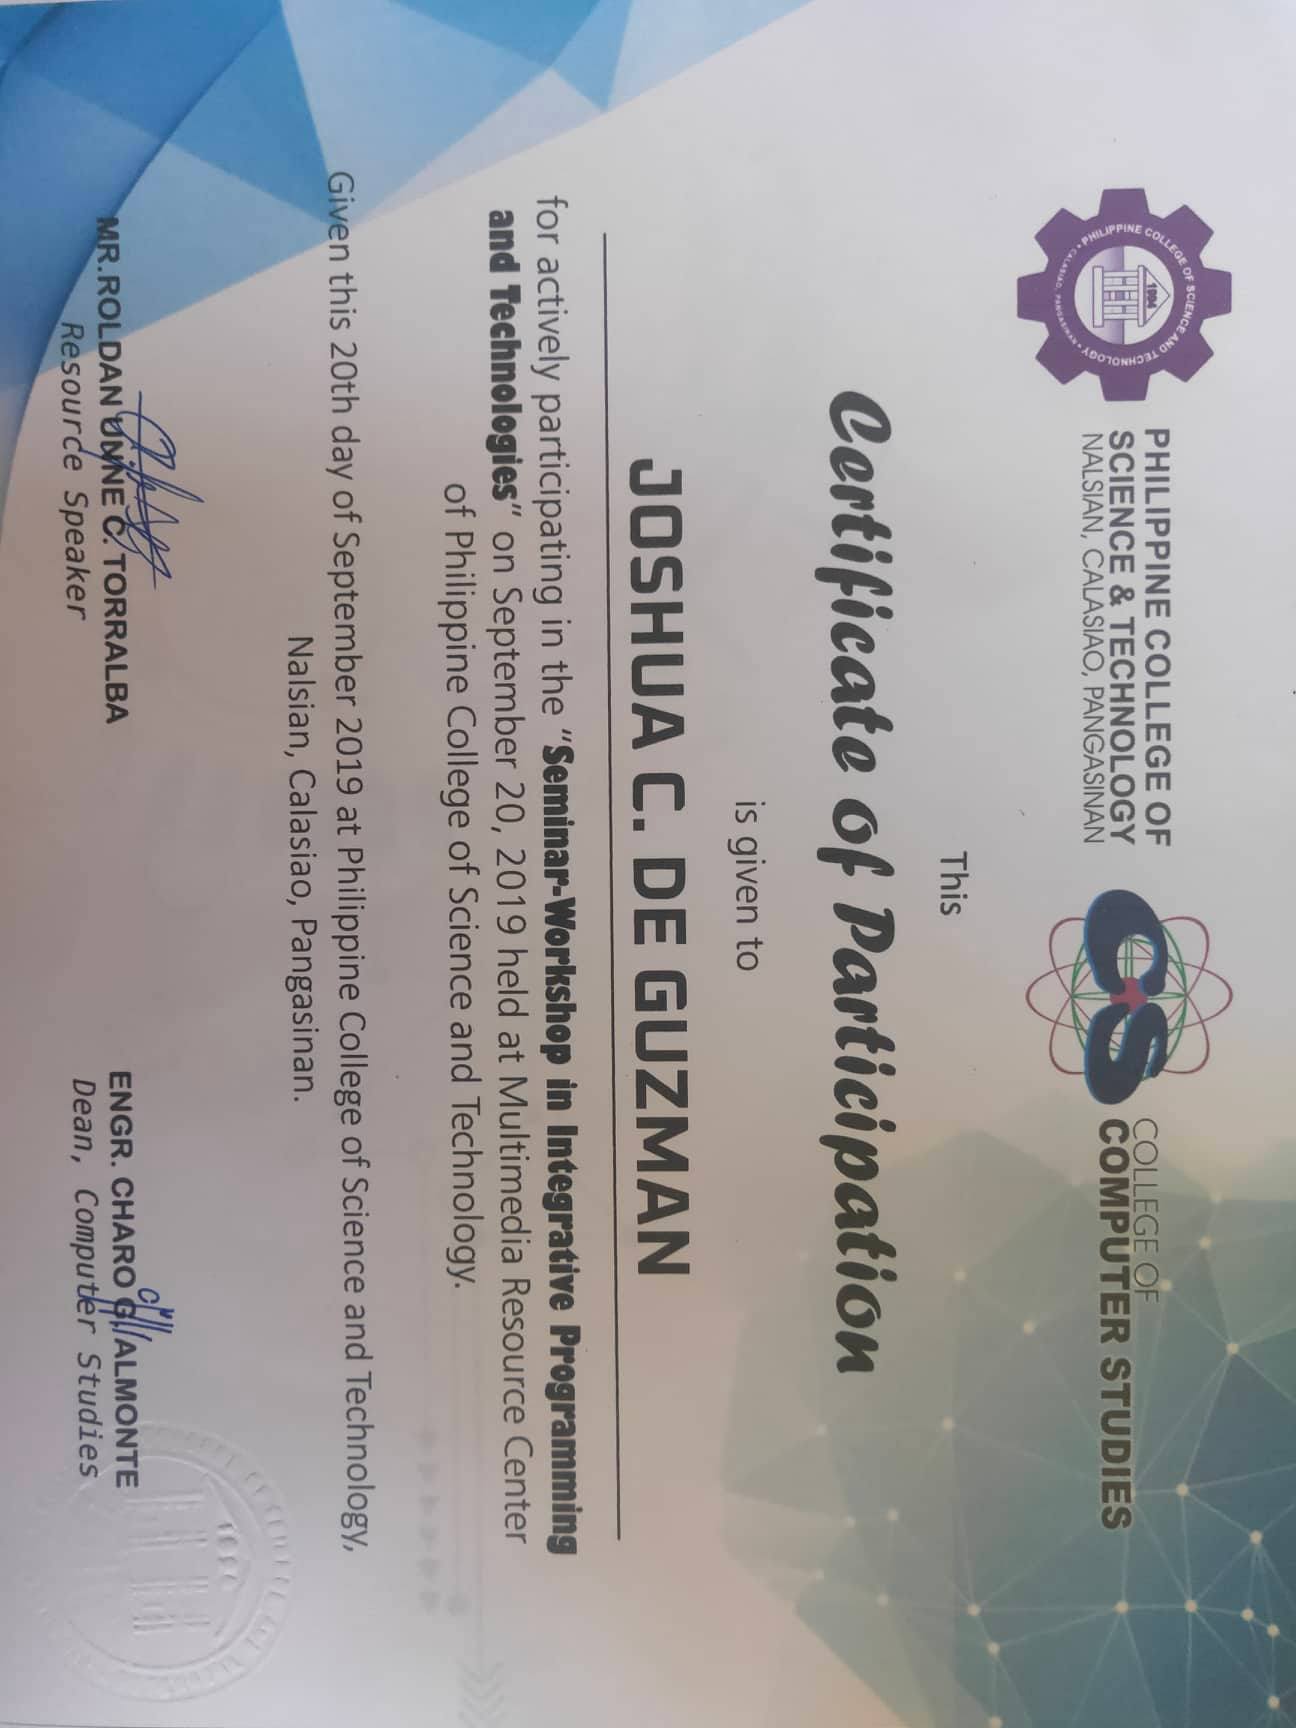 PHILIPPINE COLLEGE OF SCIENCE AND TECHNOLOGY
1994
CALASIAO, PANGASINAN
PHILIPPINE COLLEGE OF
SCIENCE & TECHNOLOGY
NALSIAN, CALASIAO, PANGASINAN
CS
COLLEGE OF
COMPUTER STUDIES
This
Certificate of Participation
is given to
JOSHUA C. DE GUZMAN
for actively participating in the “Seminar-Workshop in Integrative Programming
and Technologies” on September 20, 2019 held at Multimedia Resource Center
of Philippine College of Science and Technology.
Given this 20th day of September 2019 at Philippine College of Science and Technology,
Nalsian, Calasiao, Pangasinan.
MR.ROLDAN UNNE C. TORRALBA
Resource Speaker
ENGR. CHARO G. ALMONTE
Dean, Computer Studies